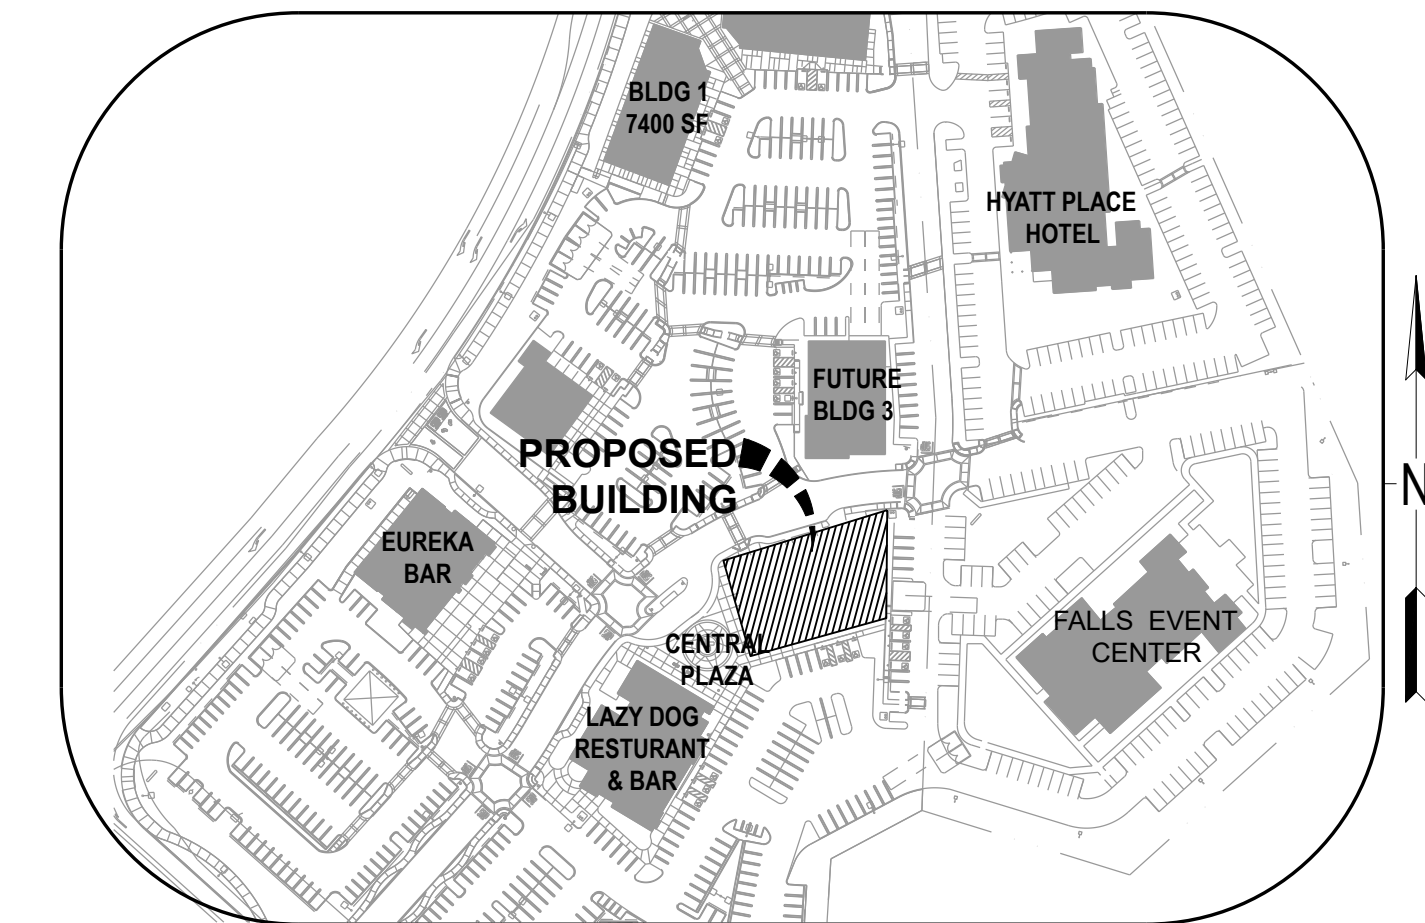 BLDG 1
7400 SF
HYATT PLACE
HOTEL
FUTURE
BLDG 3
PROPOSED
BUILDING
N
EUREKA
BAR
FALLS EVENT
CENTER
CENTRAL
PLAZA
LAZY DOG
RESTURANT
& BAR